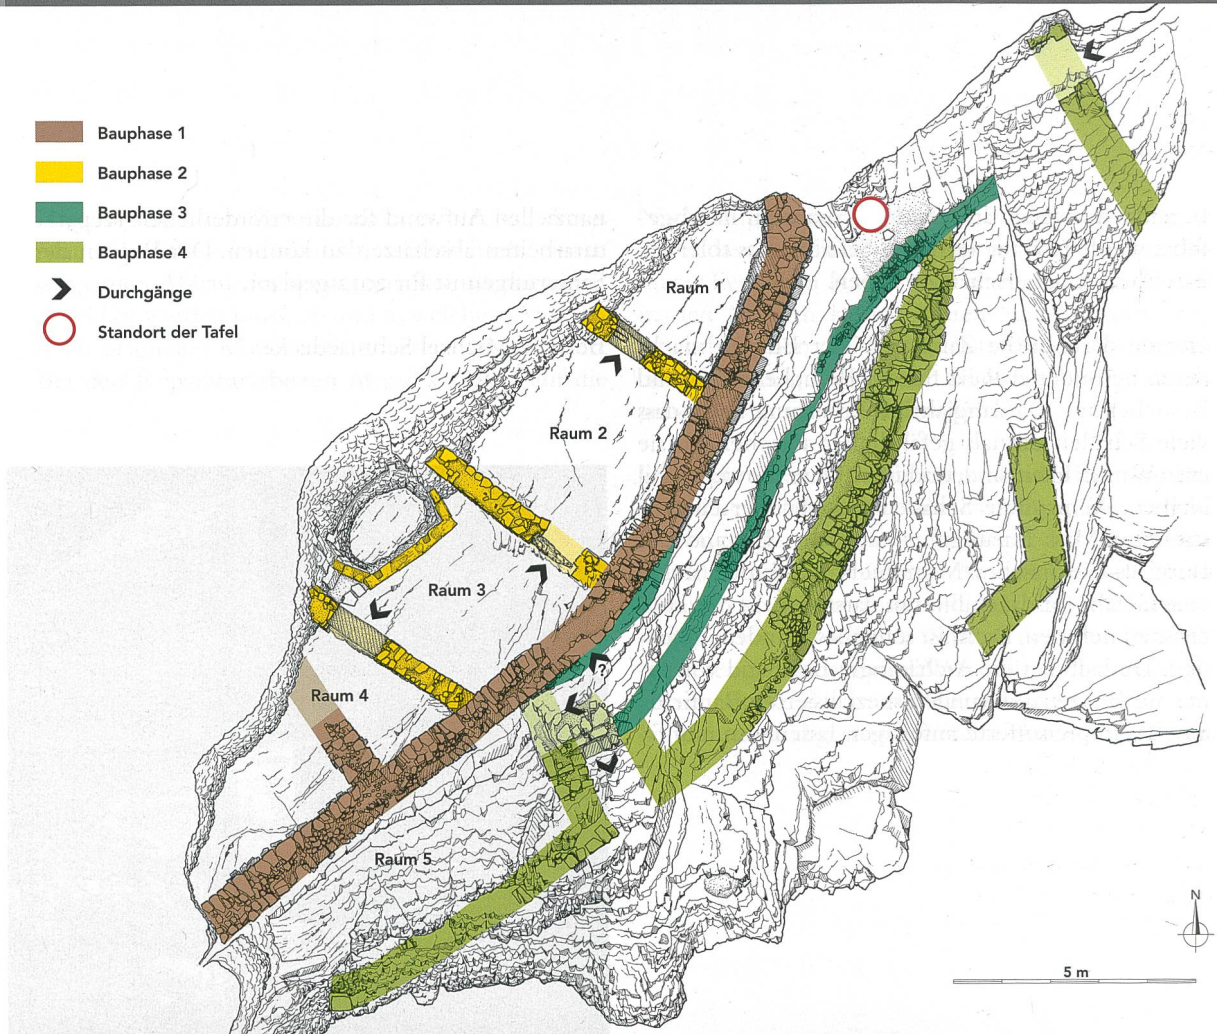 Bauphase 1
Bauphase 2
Bauphase 3
Bauphase 4
Durchgänge
Standort der Tafel
Raum 1
Raum 2
Raum 3
?
Raum 4
Raum 5
N
5 m